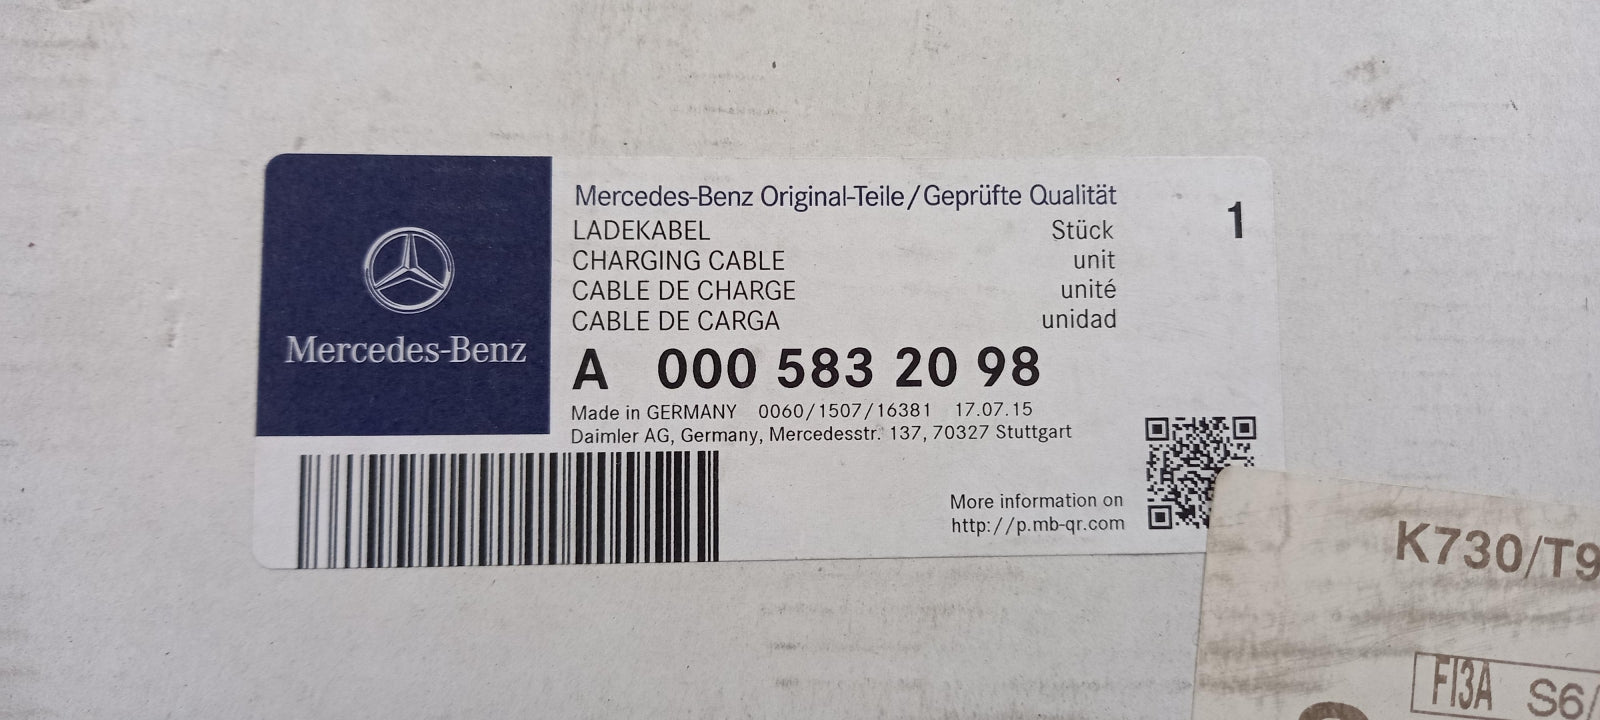 Mercedes-Benz
Mercedes-Benz Original-Teile/Geprüfte Qualität
LADEKABEL Stück 1
CHARGING CABLE unit
CABLE DE CHARGE unité
CABLE DE CARGA unidad
A 000 583 20 98
Made in GERMANY 0060/1507/16381 17.07.15
Daimler AG, Germany, Mercedesstr. 137, 70327 Stuttgart
More information on
http://p.mb-qr.com
K730/T9
FI3A S6/